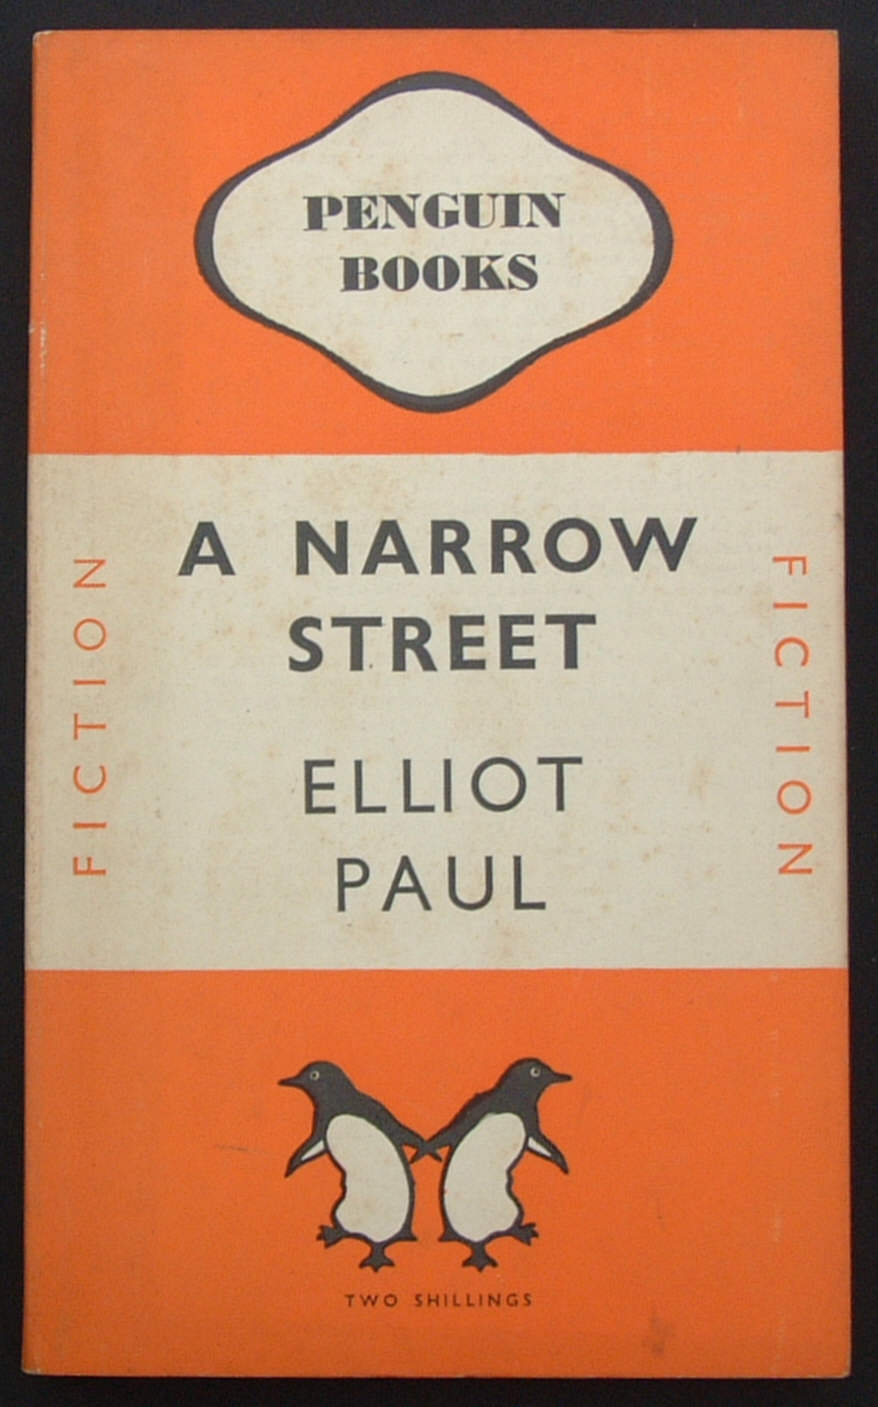 PENGUIN
BOOKS
A NARROW
STREET
ELLIOT
PAUL
FICTION
FICTION
TWO SHILLINGS